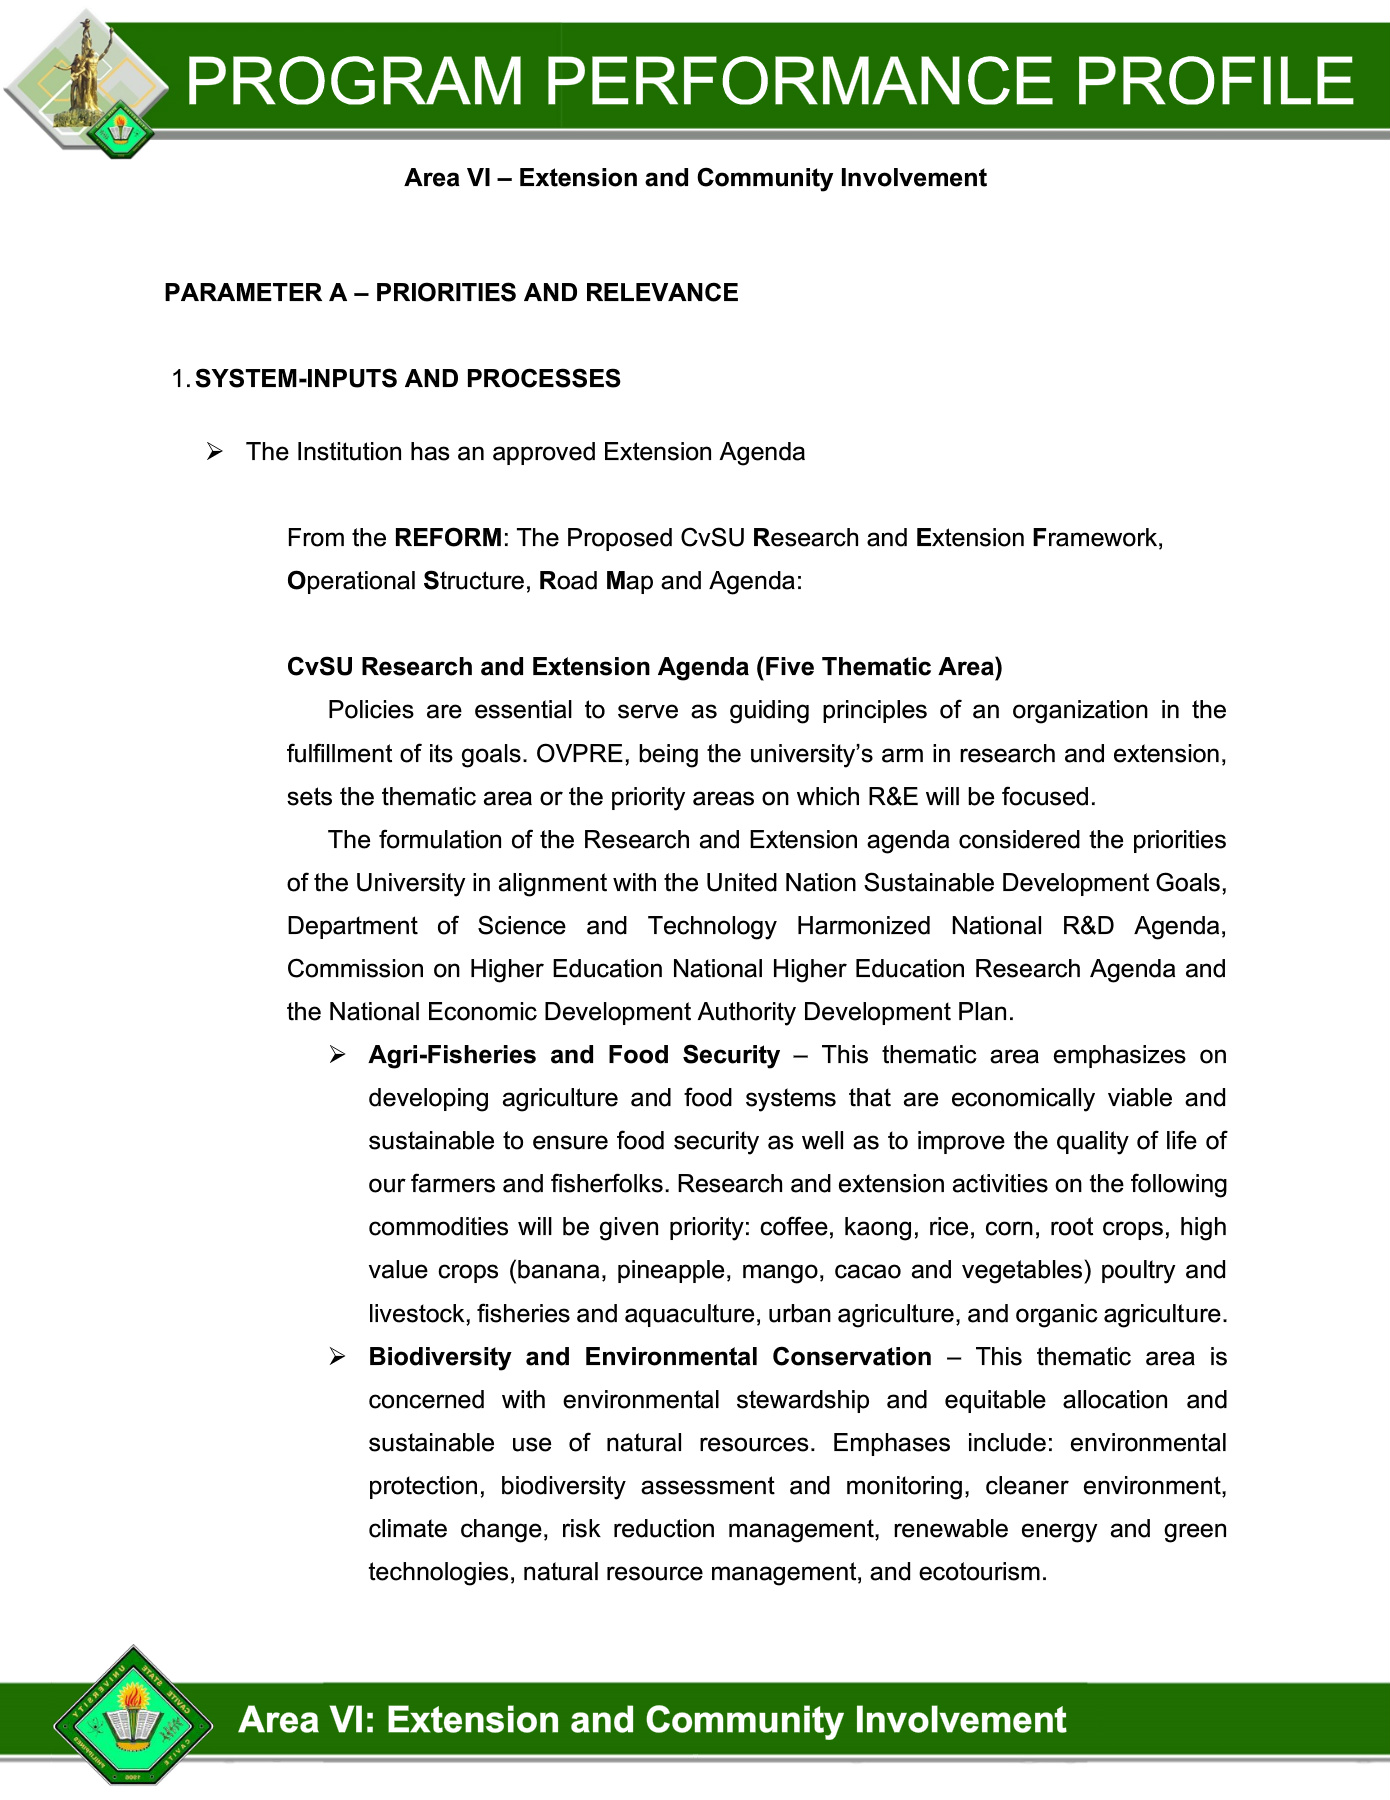 PROGRAM PERFORMANCE PROFILE
Area VI – Extension and Community Involvement
PARAMETER A – PRIORITIES AND RELEVANCE
1. SYSTEM-INPUTS AND PROCESSES
➢ The Institution has an approved Extension Agenda
From the REFORM: The Proposed CvSU Research and Extension Framework,
Operational Structure, Road Map and Agenda:
CvSU Research and Extension Agenda (Five Thematic Area)
Policies are essential to serve as guiding principles of an organization in the
fulfillment of its goals. OVPRE, being the university’s arm in research and extension,
sets the thematic area or the priority areas on which R&E will be focused.
The formulation of the Research and Extension agenda considered the priorities
of the University in alignment with the United Nation Sustainable Development Goals,
Department of Science and Technology Harmonized National R&D Agenda,
Commission on Higher Education National Higher Education Research Agenda and
the National Economic Development Authority Development Plan.
➢ Agri-Fisheries and Food Security – This thematic area emphasizes on
developing agriculture and food systems that are economically viable and
sustainable to ensure food security as well as to improve the quality of life of
our farmers and fisherfolks. Research and extension activities on the following
commodities will be given priority: coffee, kaong, rice, corn, root crops, high
value crops (banana, pineapple, mango, cacao and vegetables) poultry and
livestock, fisheries and aquaculture, urban agriculture, and organic agriculture.
➢ Biodiversity and Environmental Conservation – This thematic area is
concerned with environmental stewardship and equitable allocation and
sustainable use of natural resources. Emphases include: environmental
protection, biodiversity assessment and monitoring, cleaner environment,
climate change, risk reduction management, renewable energy and green
technologies, natural resource management, and ecotourism.
CAVITE STATE UNIVERSITY
CAVITE PHILIPPINES
Area VI: Extension and Community Involvement